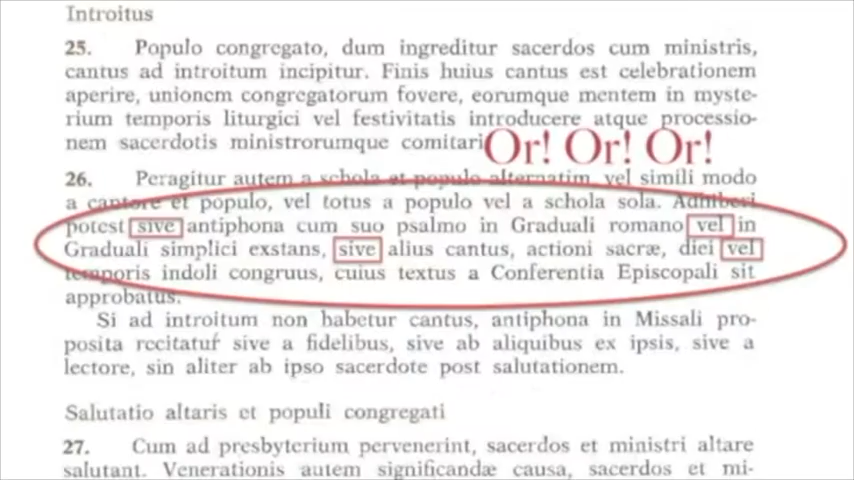 Introitus
25. Populo congregato, dum ingreditur sacerdos cum ministris,
cantus ad introitum incipitur. Finis huius cantus est celebrationem
aperire, unionem congregatorum fovere, eorumque mentem in myste-
rium temporis liturgici vel festivitatis introducere atque processio-
nem sacerdotis ministrorumque comitari
Or! Or! Or!
26. Peragitur autem a schola et populo alternatim, vel simili modo
a cantore et populo, vel totus a populo vel a schola sola. Adhiberi
potest sive antiphona cum suo psalmo in Graduali romano vel in
Graduali simplici exstans, sive alius cantus, actioni sacræ, diei vel
temporis indoli congruus, cuius textus a Conferentia Episcopali sit
approbatus.
Si ad introitum non habetur cantus, antiphona in Missali pro-
posita recitatur sive a fidelibus, sive ab aliquibus ex ipsis, sive a
lectore, sin aliter ab ipso sacerdote post salutationem.
Salutatio altaris et populi congregati
27. Cum ad presbyterium pervenerint, sacerdos et ministri altare
salutant. Venerationis autem significandæ causa, sacerdos et mi-